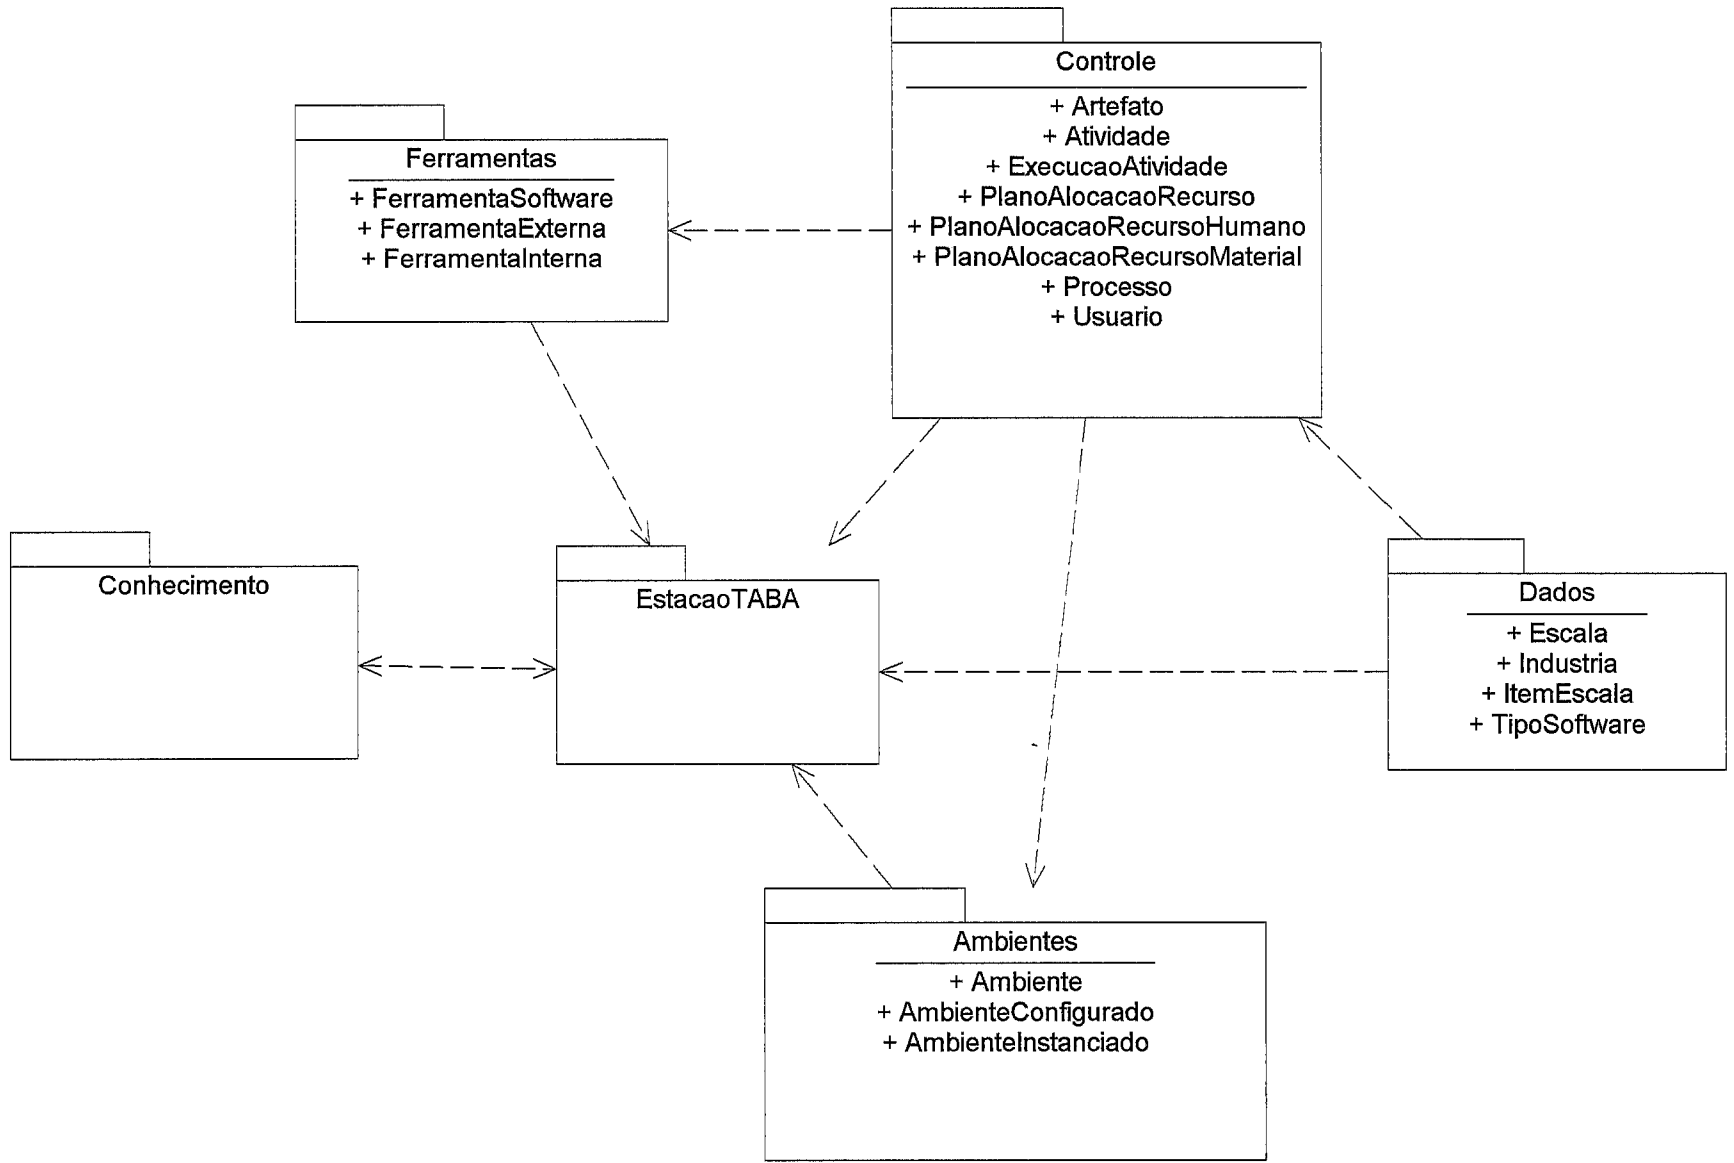 Controle
+ Artefato
+ Atividade
+ ExecucaoAtividade
+ PlanoAlocacaoRecurso
+ PlanoAlocacaoRecursoHumano
+ PlanoAlocacaoRecursoMaterial
+ Processo
+ Usuario
Ferramentas
+ FerramentaSoftware
+ FerramentaExterna
+ FerramentaInterna
Conhecimento
EstacaoTABA
Dados
+ Escala
+ Industria
+ ItemEscala
+ TipoSoftware
Ambientes
+ Ambiente
+ AmbienteConfigurado
+ AmbienteInstanciado